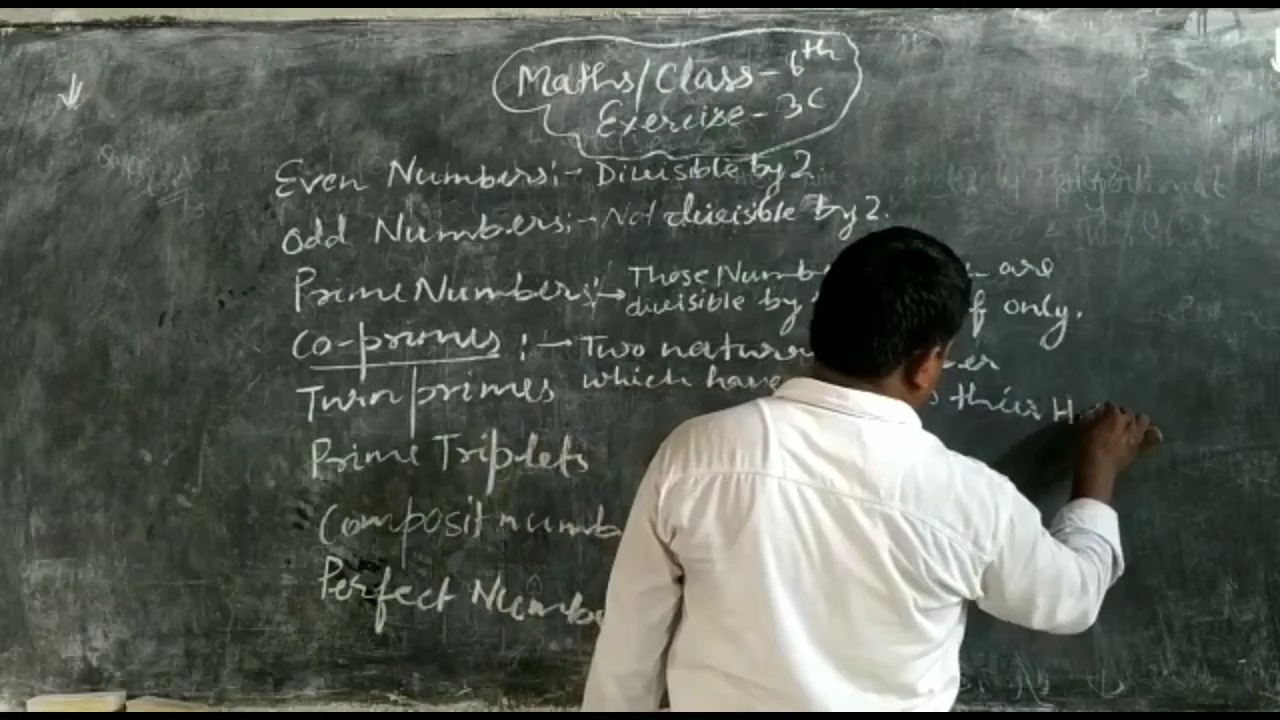 Maths/Class-6th
Exercise-3C
Even Numbers:- Divisible by 2
Odd Numbers:- Not divisible by 2.
Prime Numbers:→ Those Numb are
divisible by f only.
Co-primes :- Two natur er
which have s their H.
Twin primes
Prime Triplets
Composit numb
Perfect Numbe